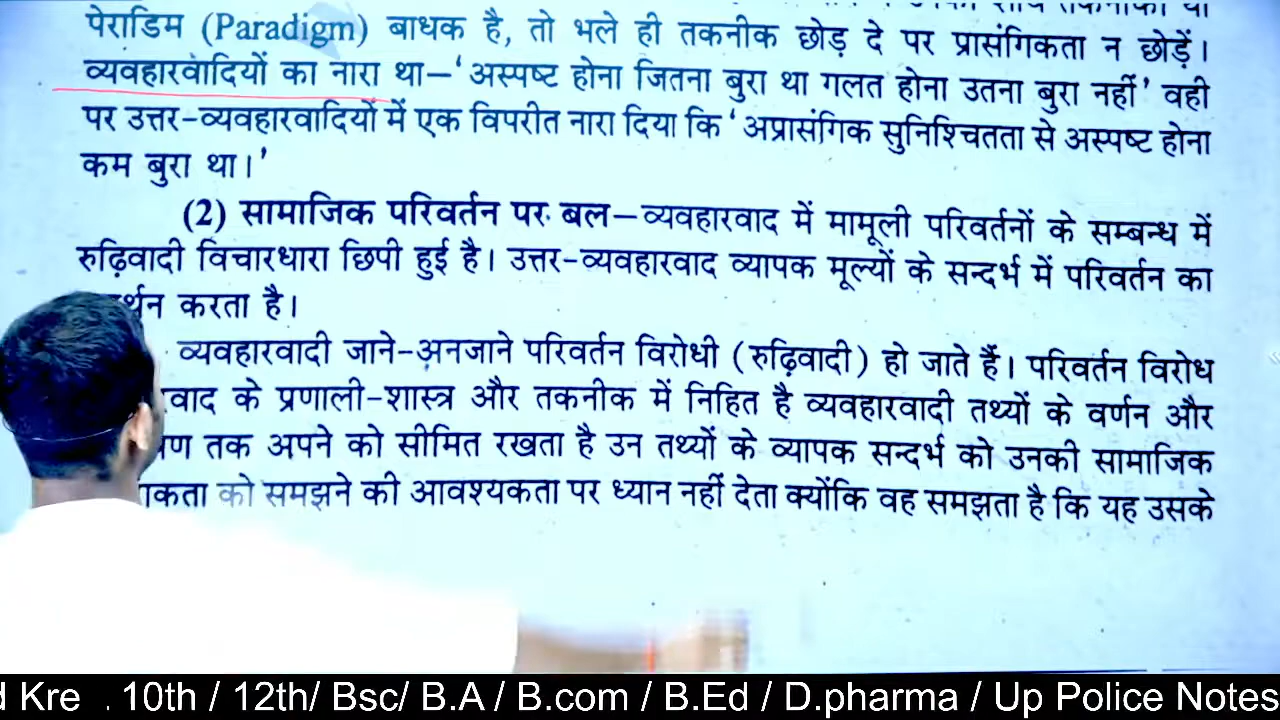 पेराडिम (Paradigm) बाधक है, तो भले ही तकनीक छोड़ दे पर प्रासंगिकता न छोड़ें।
व्यवहारवादियों का नारा था–‘अस्पष्ट होना जितना बुरा था गलत होना उतना बुरा नहीं’ वही
पर उत्तर-व्यवहारवादियों में एक विपरीत नारा दिया कि ‘अप्रासंगिक सुनिश्चितता से अस्पष्ट होना
कम बुरा था।’
(2) सामाजिक परिवर्तन पर बल–व्यवहारवाद में मामूली परिवर्तनों के सम्बन्ध में
रुढ़िवादी विचारधारा छिपी हुई है। उत्तर-व्यवहारवाद व्यापक मूल्यों के सन्दर्भ में परिवर्तन का
करता है।
व्यवहारवादी जाने-अनजाने परिवर्तन विरोधी (रुढ़िवादी) हो जाते हैं। परिवर्तन विरोध
वाद के प्रणाली-शास्त्र और तकनीक में निहित है व्यवहारवादी तथ्यों के वर्णन और
तक अपने को सीमित रखता है उन तथ्यों के व्यापक सन्दर्भ को उनकी सामाजिक
को समझने की आवश्यकता पर ध्यान नहीं देता क्योंकि वह समझता है कि यह उसके
d Kre . 10th / 12th/ Bsc/ B.A / B.com / B.Ed / D.pharma / Up Police Notes